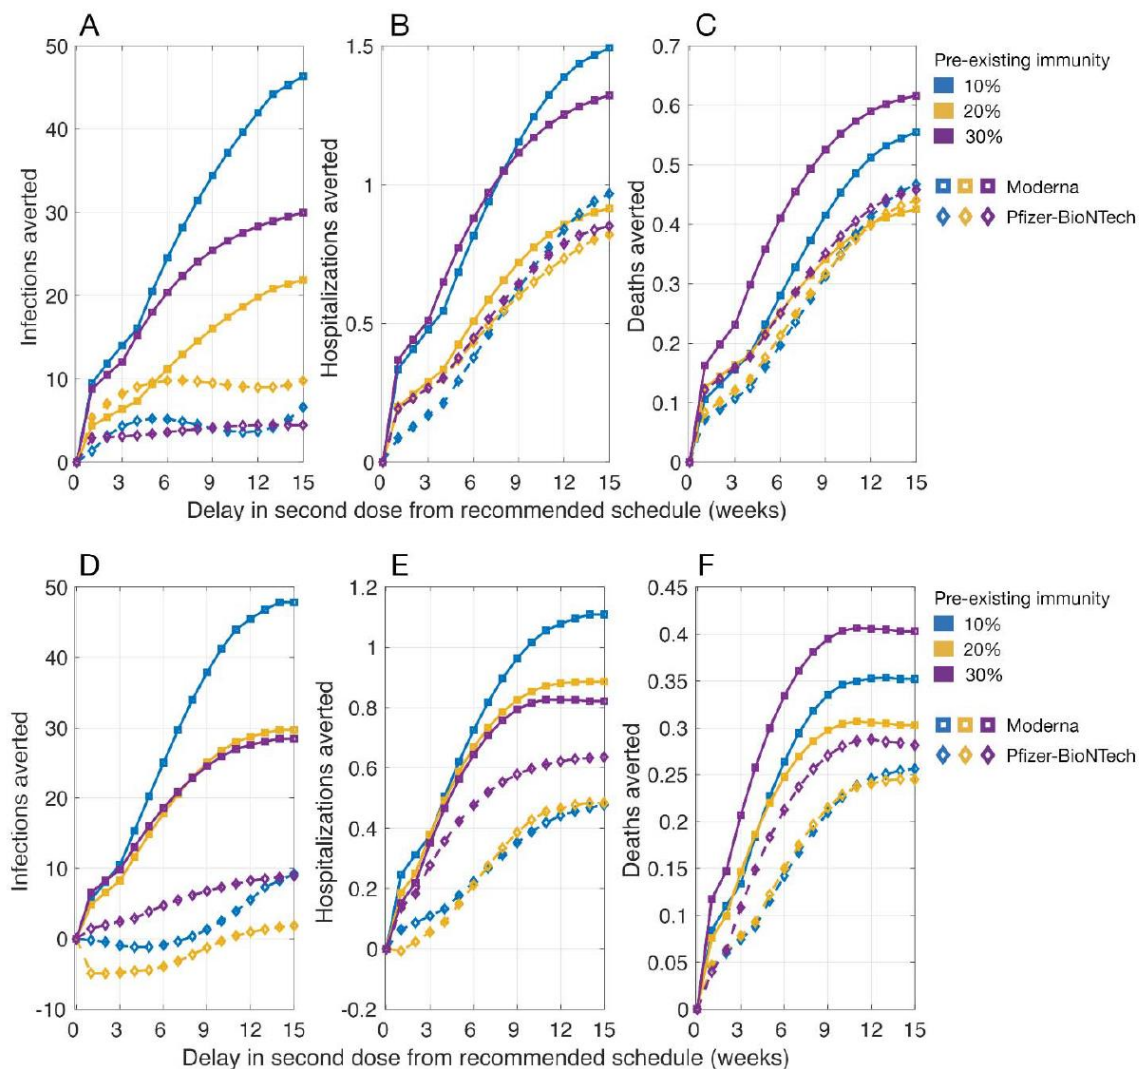 A
B
C
50
40
30
20
10
0
Infections averted
0 3 6 9 12 15
1.5
1
0.5
0
Hospitalizations averted
0 3 6 9 12 15
0.7
0.6
0.5
0.4
0.3
0.2
0.1
0
Deaths averted
0 3 6 9 12 15
Pre-existing immunity
10%
20%
30%
Moderna
Pfizer-BioNTech
Delay in second dose from recommended schedule (weeks)
D
E
F
50
40
30
20
10
0
-10
Infections averted
0 3 6 9 12 15
1.2
1
0.8
0.6
0.4
0.2
0
-0.2
Hospitalizations averted
0 3 6 9 12 15
0.45
0.4
0.35
0.3
0.25
0.2
0.15
0.1
0.05
0
Deaths averted
0 3 6 9 12 15
Pre-existing immunity
10%
20%
30%
Moderna
Pfizer-BioNTech
Delay in second dose from recommended schedule (weeks)